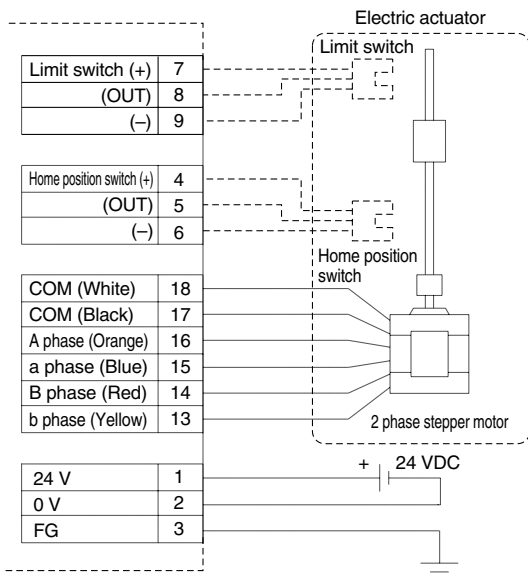 Electric actuator
Limit switch
Limit switch (+) 7
(OUT) 8
(–) 9
Home position switch (+) 4
(OUT) 5
(–) 6
Home position
switch
COM (White) 18
COM (Black) 17
A phase (Orange) 16
a phase (Blue) 15
B phase (Red) 14
b phase (Yellow) 13
2 phase stepper motor
+ 24 VDC
24 V 1
0 V 2
FG 3